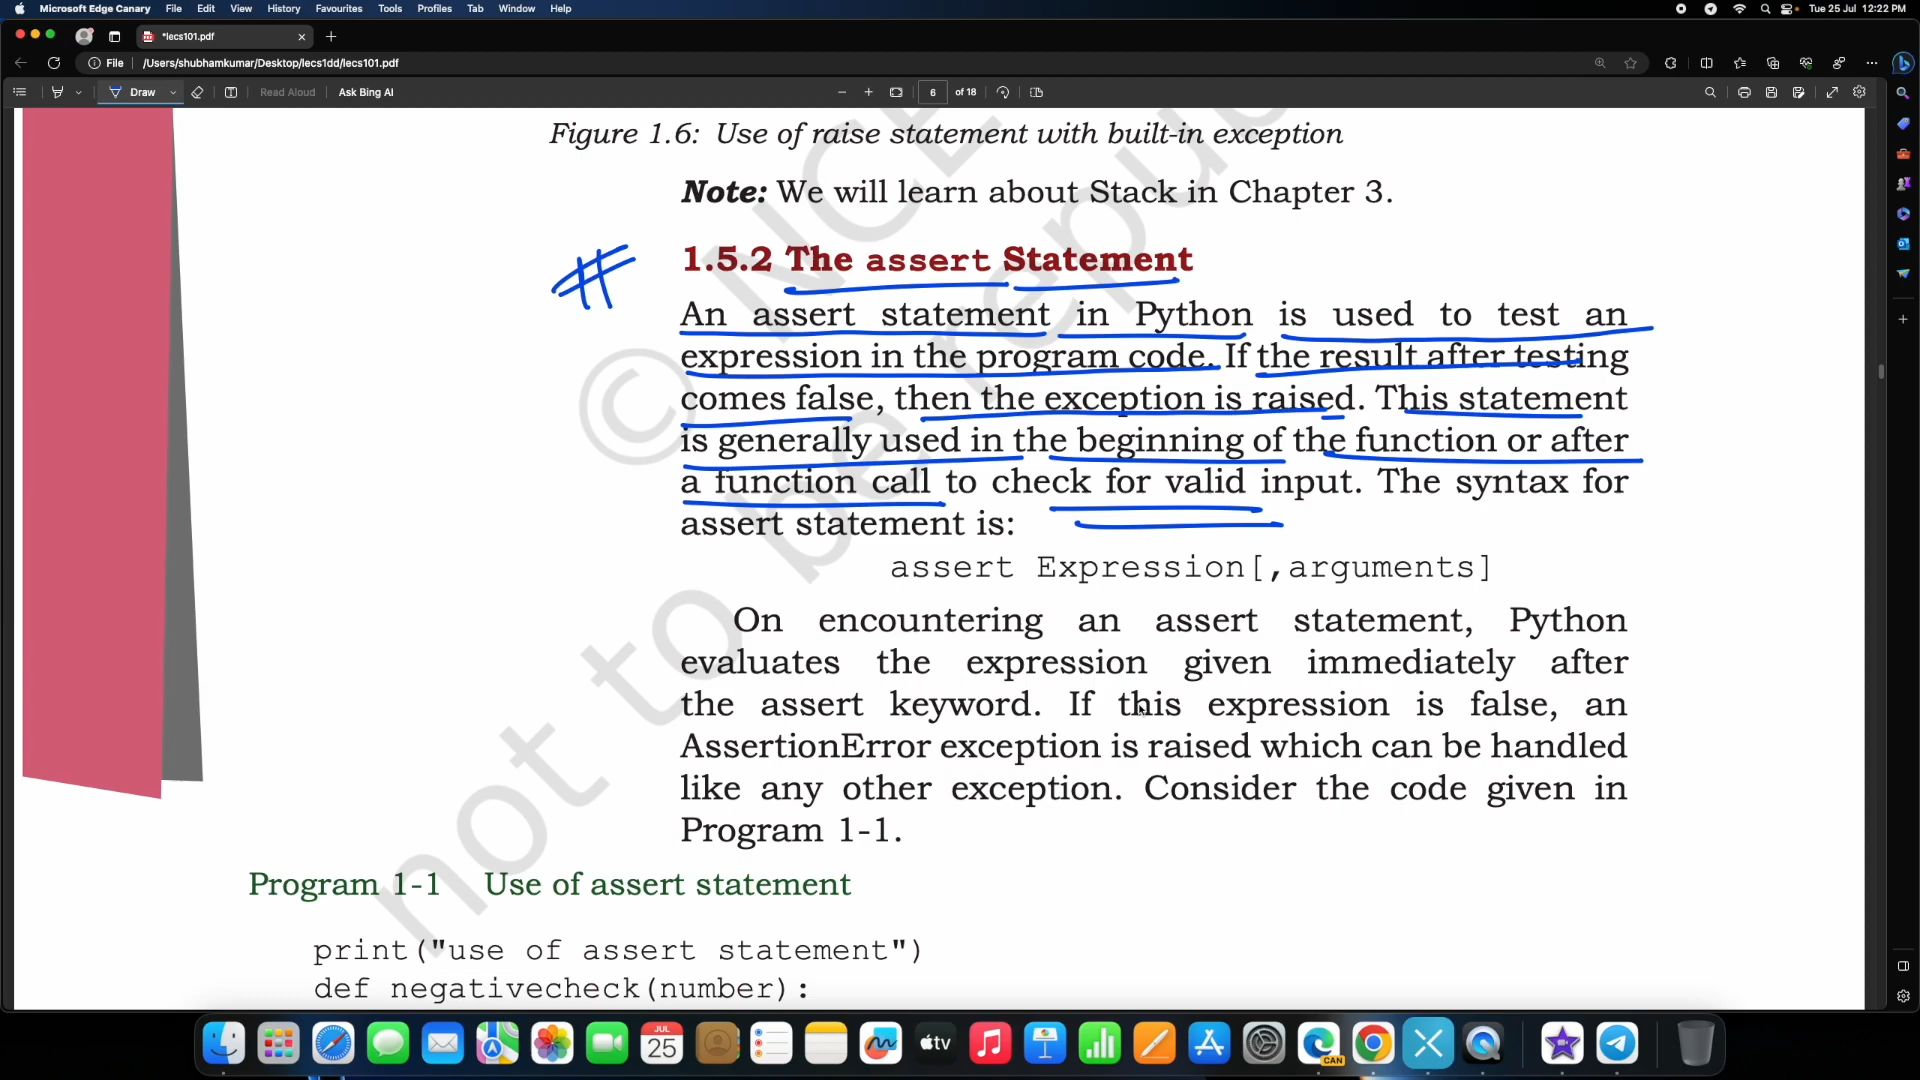 Microsoft Edge Canary File Edit View History Favourites Tools Profiles Tab Window Help Tue 25 Jul 12:22 PM
*lecs101.pdf
File /Users/shubhamkumar/Desktop/lecs1dd/lecs101.pdf
Draw Read Aloud Ask Bing AI 6 of 18
Figure 1.6: Use of raise statement with built-in exception
Note: We will learn about Stack in Chapter 3.
# 1.5.2 The assert Statement
An assert statement in Python is used to test an
expression in the program code. If the result after testing
comes false, then the exception is raised. This statement
is generally used in the beginning of the function or after
a function call to check for valid input. The syntax for
assert statement is:
assert Expression[,arguments]
On encountering an assert statement, Python
evaluates the expression given immediately after
the assert keyword. If this expression is false, an
AssertionError exception is raised which can be handled
like any other exception. Consider the code given in
Program 1-1.
Program 1-1 Use of assert statement
print("use of assert statement")
def negativecheck(number):
© NCE
not to be repu
JUL
25
tv
CAN